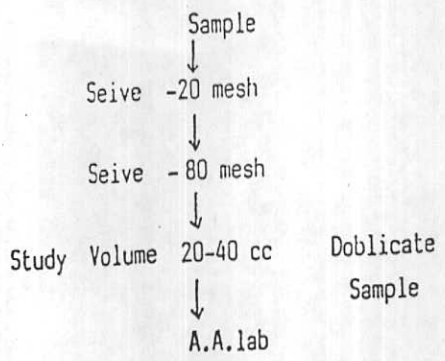 Sample
Seive -20 mesh
Seive - 80 mesh
Study Volume 20-40 cc Doblicate
Sample
A.A.lab